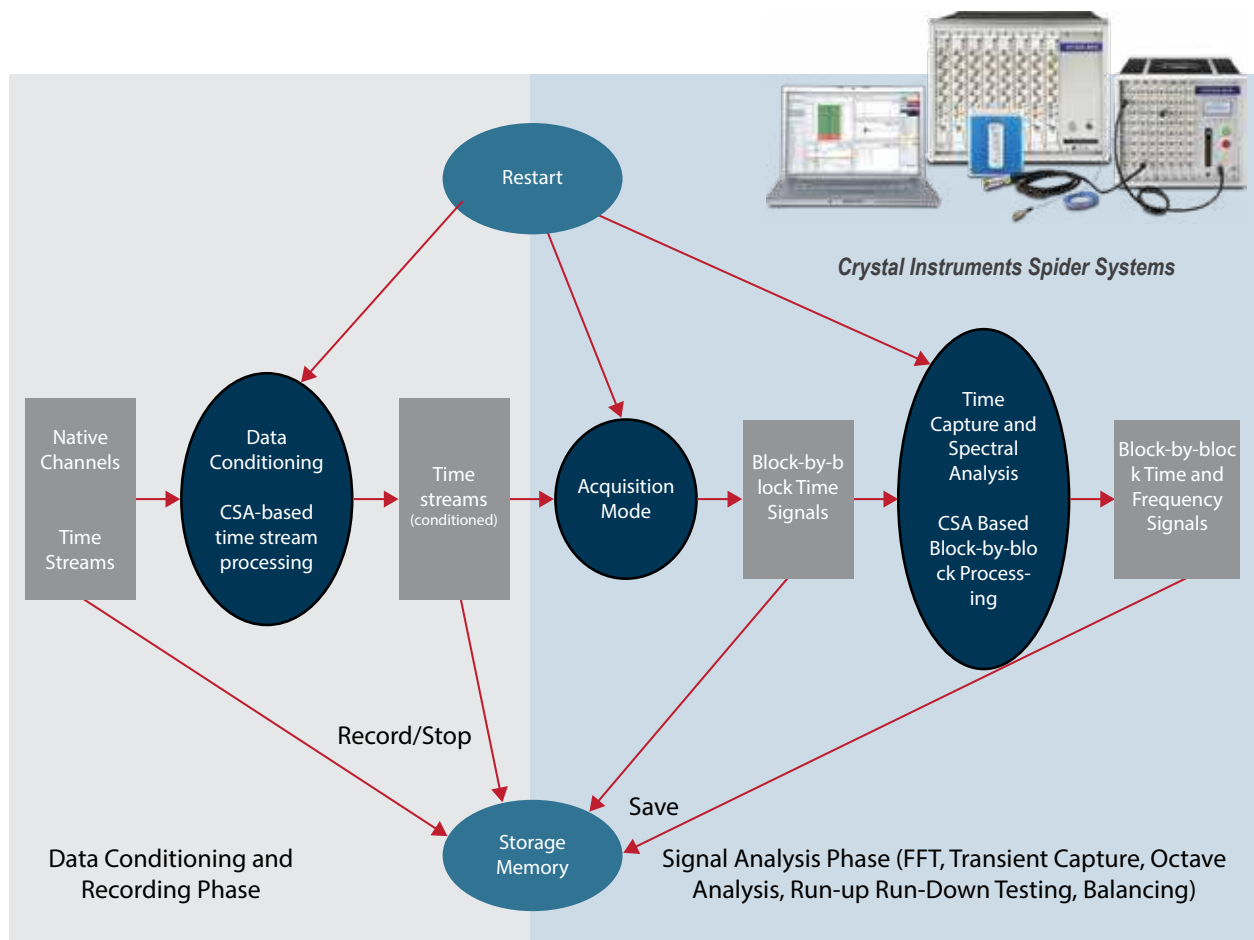 Restart
Crystal Instruments Spider Systems
Native
Channels
Time
Streams
Data
Conditioning
CSA-based
time stream
processing
Time
streams
(conditioned)
Acquisition
Mode
Block-by-b
lock Time
Signals
Time
Capture and
Spectral
Analysis
CSA Based
Block-by-blo
ck Process-
ing
Block-by-bloc
k Time and
Frequency
Signals
Record/Stop
Save
Storage
Memory
Data Conditioning and
Recording Phase
Signal Analysis Phase (FFT, Transient Capture, Octave
Analysis, Run-up Run-Down Testing, Balancing)